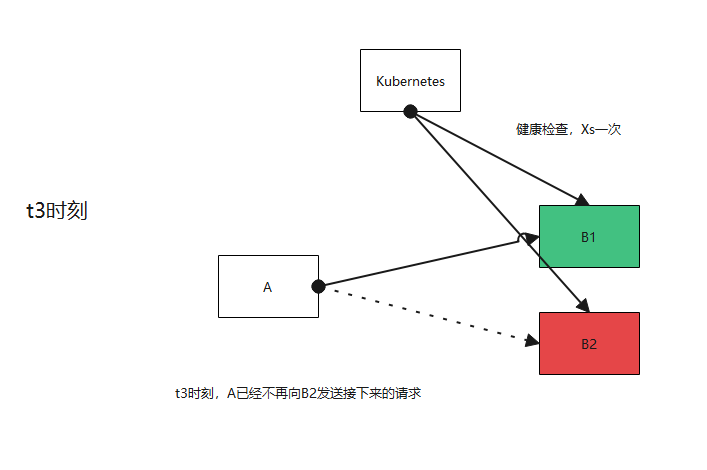 Kubernetes
健康检查，Xs一次
t3时刻
B1
A
B2
t3时刻，A已经不再向B2发送接下来的请求